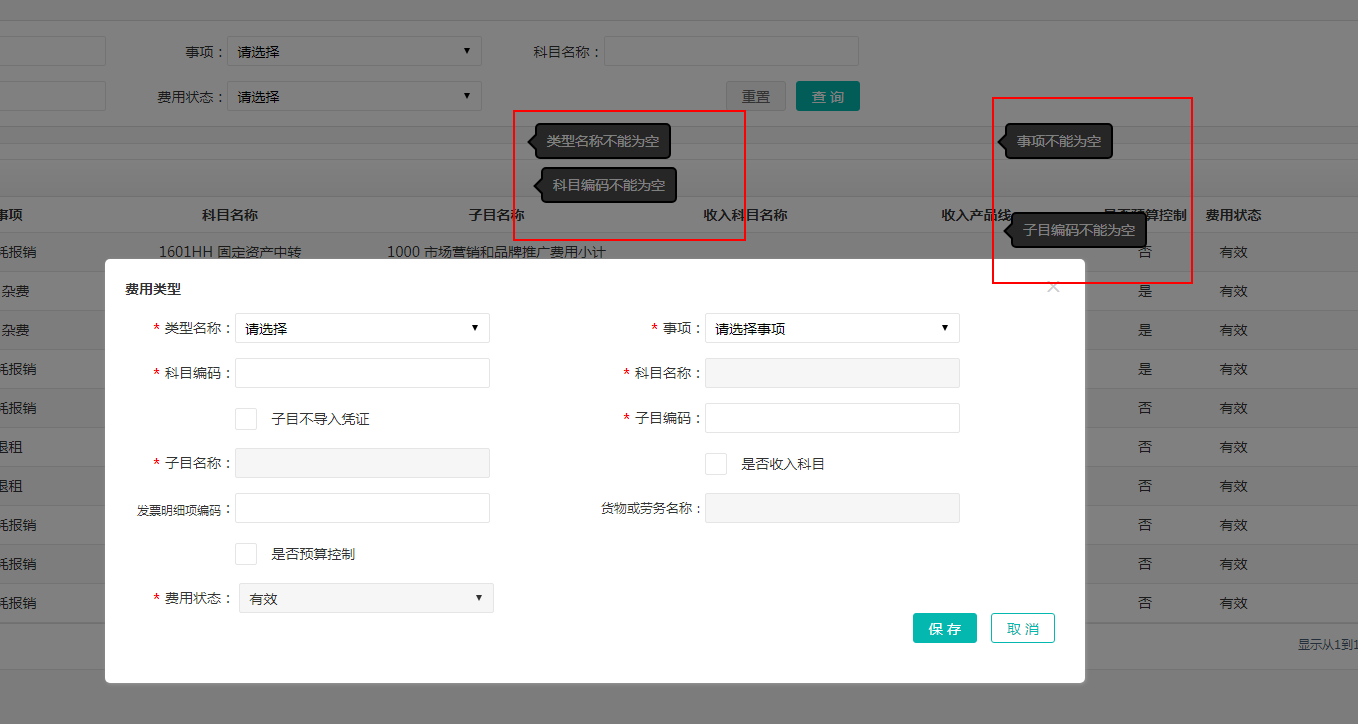 事项： 请选择 科目名称：
费用状态： 请选择 重置 查询
类型名称不能为空 事项不能为空
科目编码不能为空
事项 科目名称 子目名称 收入科目名称 收入产品线 是否预算控制 费用状态
子目编码不能为空
耗报销 1601HH 固定资产中转 1000 市场营销和品牌推广费用小计 否 有效
费用类型
杂费 是 有效
* 类型名称： 请选择 * 事项： 请选择事项
杂费 是 有效
* 科目编码： * 科目名称：
耗报销 是 有效
子目不导入凭证 * 子目编码：
耗报销 否 有效
退租 否 有效
* 子目名称： 是否收入科目
退租 否 有效
发票明细项编码： 货物或劳务名称：
耗报销 否 有效
是否预算控制
耗报销 否 有效
* 费用状态： 有效
耗报销 否 有效
保存 取消
显示从1到1